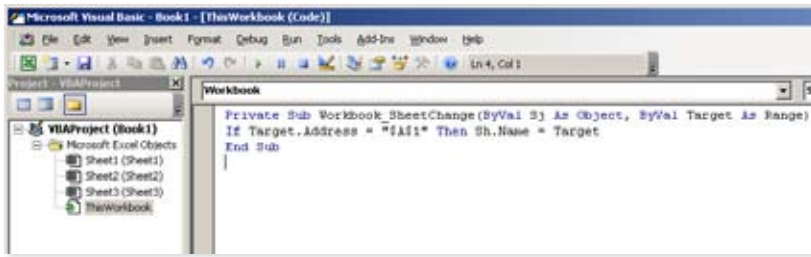 Microsoft Visual Basic - Book1 - [ThisWorkbook (Code)]
File Edit View Insert Format Debug Run Tools Add-Ins Window Help
Ln 4, Col 1
Project - VBAProject
Workbook
VBAProject (Book1)
Microsoft Excel Objects
Sheet1 (Sheet1)
Sheet2 (Sheet2)
Sheet3 (Sheet3)
ThisWorkbook
Private Sub Workbook_SheetChange(ByVal Sj As Object, ByVal Target As Range)
If Target.Address = "$A$1" Then Sh.Name = Target
End Sub